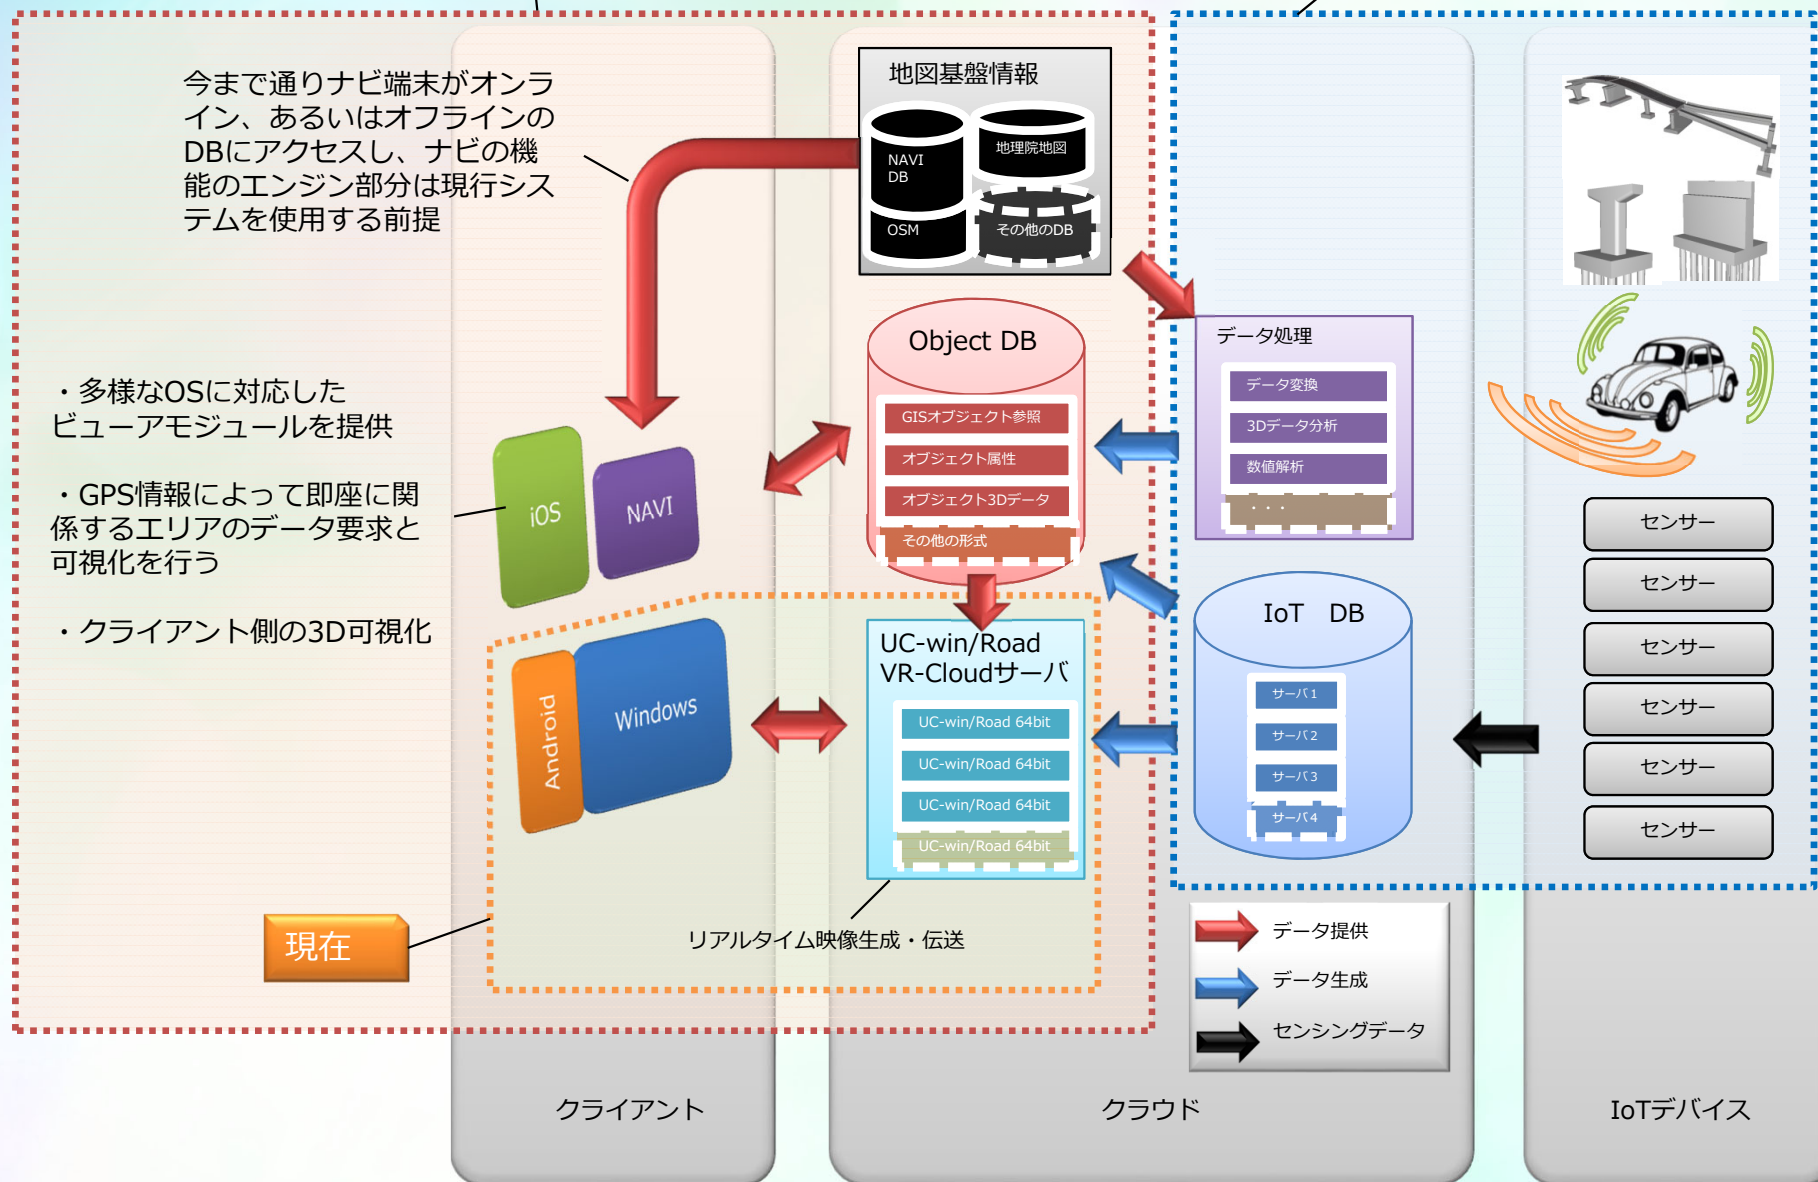 今まで通りナビ端末がオンラ
イン、あるいはオフラインの
DBにアクセスし、ナビの機
能のエンジン部分は現行シス
テムを使用する前提
・多様なOSに対応した
ビューアモジュールを提供
・GPS情報によって即座に関
係するエリアのデータ要求と
可視化を行う
・クライアント側の3D可視化
現在
iOS
NAVI
Android
Windows
地図基盤情報
NAVI
DB
OSM
地理院地図
その他のDB
Object DB
GISオブジェクト参照
オブジェクト属性
オブジェクト3Dデータ
その他の形式
UC-win/Road
VR-Cloudサーバ
UC-win/Road 64bit
UC-win/Road 64bit
UC-win/Road 64bit
UC-win/Road 64bit
リアルタイム映像生成・伝送
データ処理
データ変換
3Dデータ分析
数値解析
・・・
IoT DB
サーバ1
サーバ2
サーバ3
サーバ4
センサー
センサー
センサー
センサー
センサー
センサー
データ提供
データ生成
センシングデータ
クライアント
クラウド
IoTデバイス